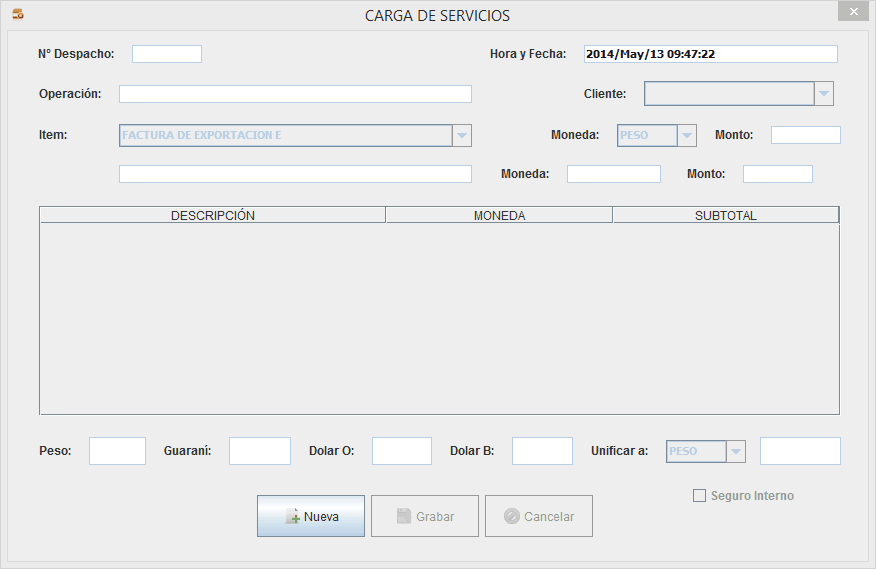 CARGA DE SERVICIOS
N° Despacho: Hora y Fecha: 2014/May/13 09:47:22
Operación: Cliente:
Item: FACTURA DE EXPORTACION E Moneda: PESO Monto:
Moneda: Monto:
DESCRIPCIÓN MONEDA SUBTOTAL
Peso: Guaraní: Dolar O: Dolar B: Unificar a: PESO
Seguro Interno
Nueva Grabar Cancelar